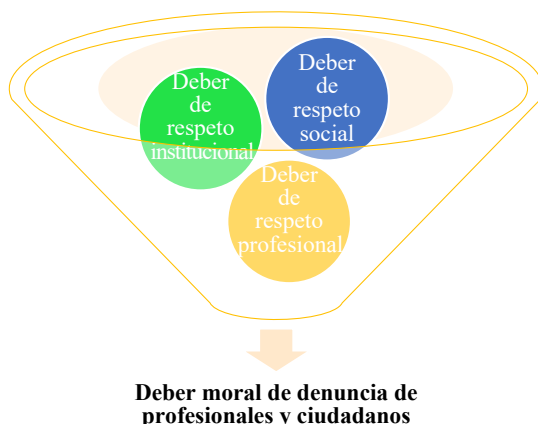 Deber
de
respeto
institucional
Deber
de
respeto
social
Deber
de
respeto
profesional
Deber moral de denuncia de
profesionales y ciudadanos